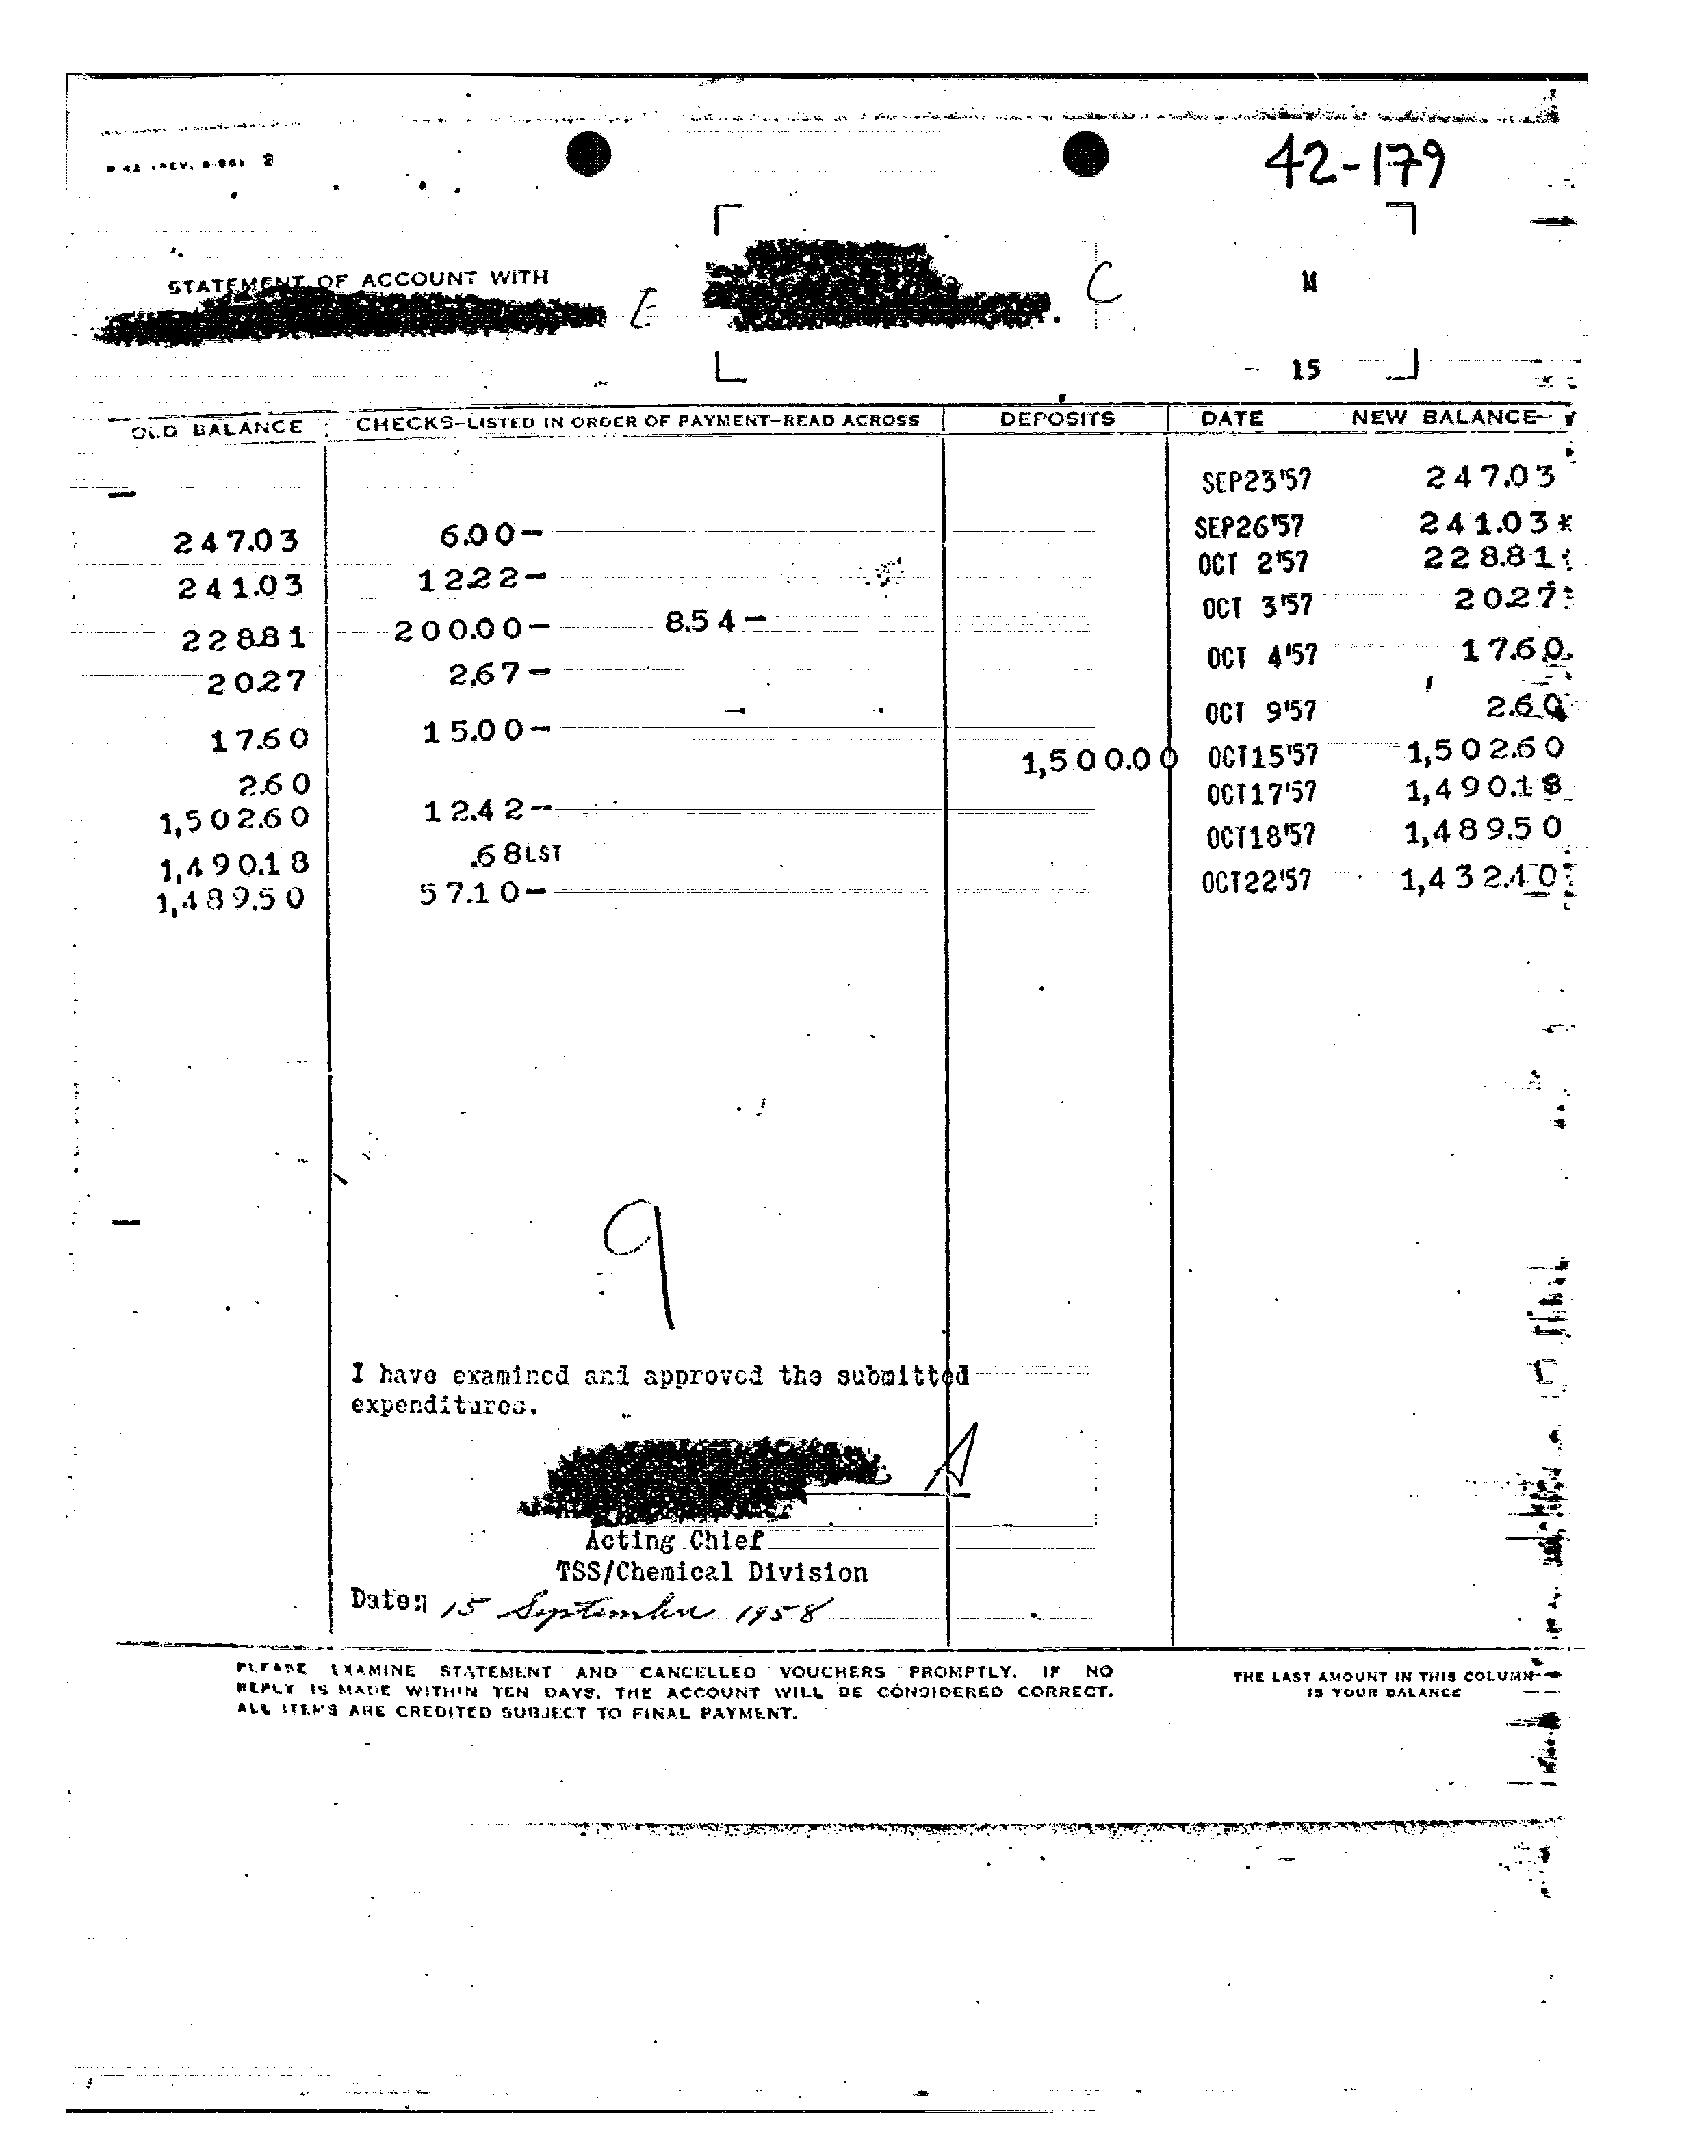 42-179
STATEMENT OF ACCOUNT WITH
E C M
15
OLD BALANCE CHECKS-LISTED IN ORDER OF PAYMENT-READ ACROSS DEPOSITS DATE NEW BALANCE
SEP23'57 247.03
247.03 6.00- SEP26'57 241.03
241.03 12.22- OCT 2'57 228.81
228.81 200.00- 8.54- OCT 3'57 20.27
20.27 2.67- OCT 4'57 17.60
17.60 15.00- OCT 9'57 2.60
2.60 1,500.00 OCT15'57 1,502.60
1,502.60 12.42- OCT17'57 1,490.18
1,490.18 .68LST OCT18'57 1,489.50
1,489.50 57.10- OCT22'57 1,432.40
9
I have examined and approved the submitted
expenditures.
A
Acting Chief
TSS/Chemical Division
Date: 15 September 1958
PLEASE EXAMINE STATEMENT AND CANCELLED VOUCHERS PROMPTLY. IF NO
REPLY IS MADE WITHIN TEN DAYS, THE ACCOUNT WILL BE CONSIDERED CORRECT.
ALL ITEMS ARE CREDITED SUBJECT TO FINAL PAYMENT.
THE LAST AMOUNT IN THIS COLUMN
IS YOUR BALANCE